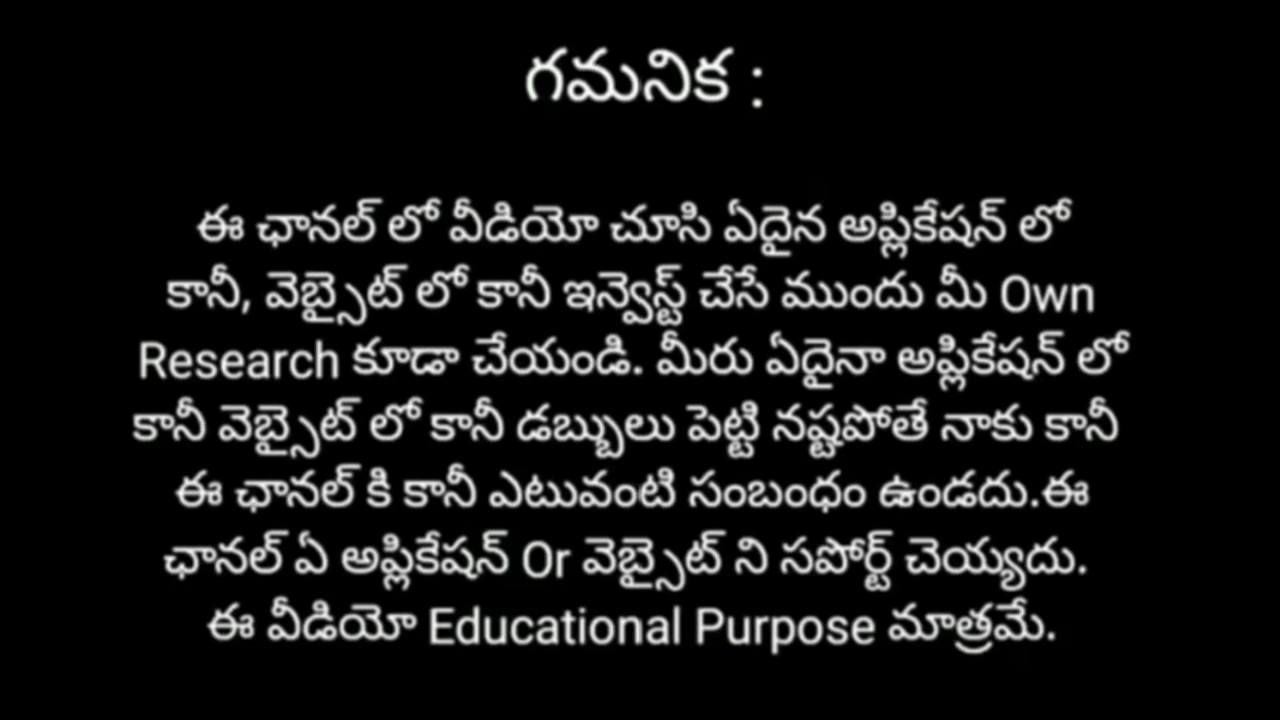 గమనిక :
ఈ ఛానల్ లో వీడియో చూసి ఏదైన అప్లికేషన్ లో
కానీ, వెబ్సైట్ లో కానీ ఇన్వెస్ట్ చేసే ముందు మీ Own
Research కూడా చేయండి. మీరు ఏదైనా అప్లికేషన్ లో
కానీ వెబ్సైట్ లో కానీ డబ్బులు పెట్టి నష్టపోతే నాకు కానీ
ఈ ఛానల్ కి కానీ ఎటువంటి సంబంధం ఉండదు.ఈ
ఛానల్ ఏ అప్లికేషన్ Or వెబ్సైట్ ని సపోర్ట్ చెయ్యదు.
ఈ వీడియో Educational Purpose మాత్రమే.